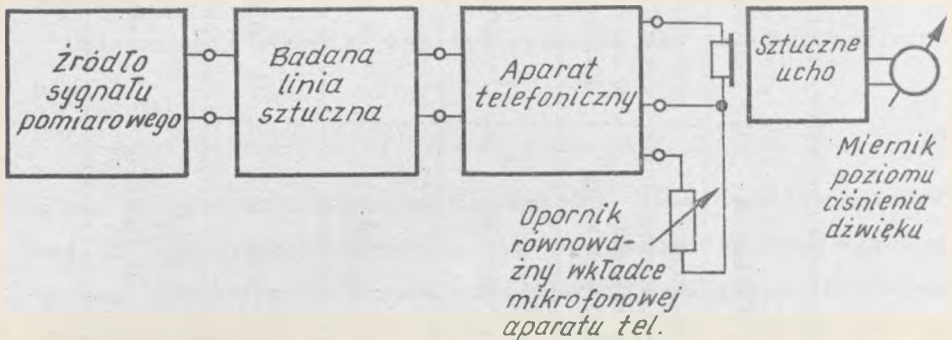 Źródło
sygnału
pomiarowego
Badana
linia
sztuczna
Aparat
telefoniczny
Sztuczne
ucho
Miernik
poziomu
ciśnienia
dźwięku
Opornik
równowa-
żny wkładce
mikrofonowej
aparatu tel.